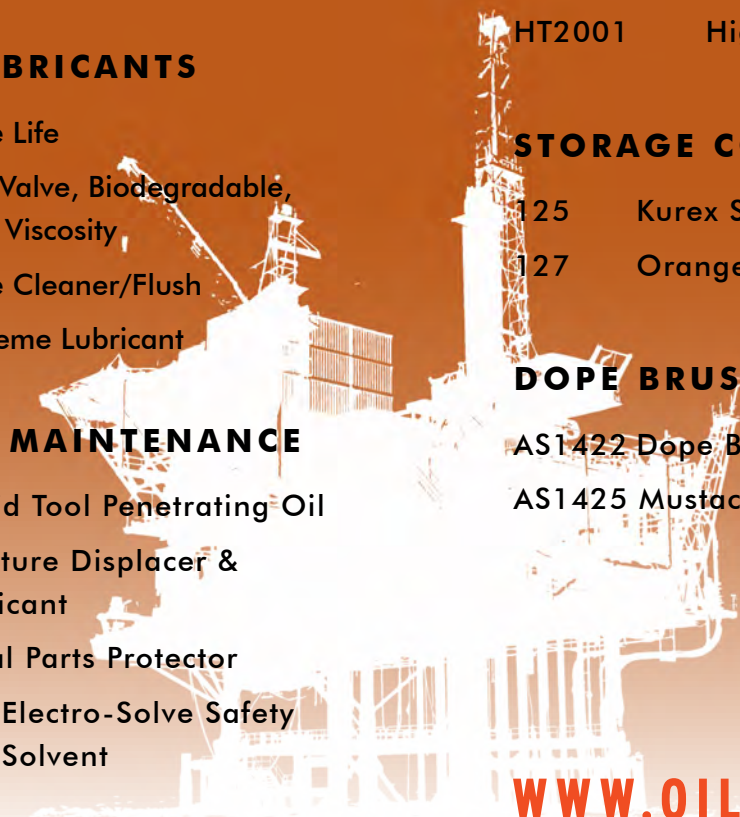 BRICANTS
e Life
Valve, Biodegradable,
Viscosity
e Cleaner/Flush
eme Lubricant
MAINTENANCE
d Tool Penetrating Oil
ture Displacer &
icant
al Parts Protector
Electro-Solve Safety
Solvent
HT2001 Hi
STORAGE C
125 Kurex S
127 Orange
DOPE BRUS
AS1422 Dope B
AS1425 Mustac
WWW.OIL